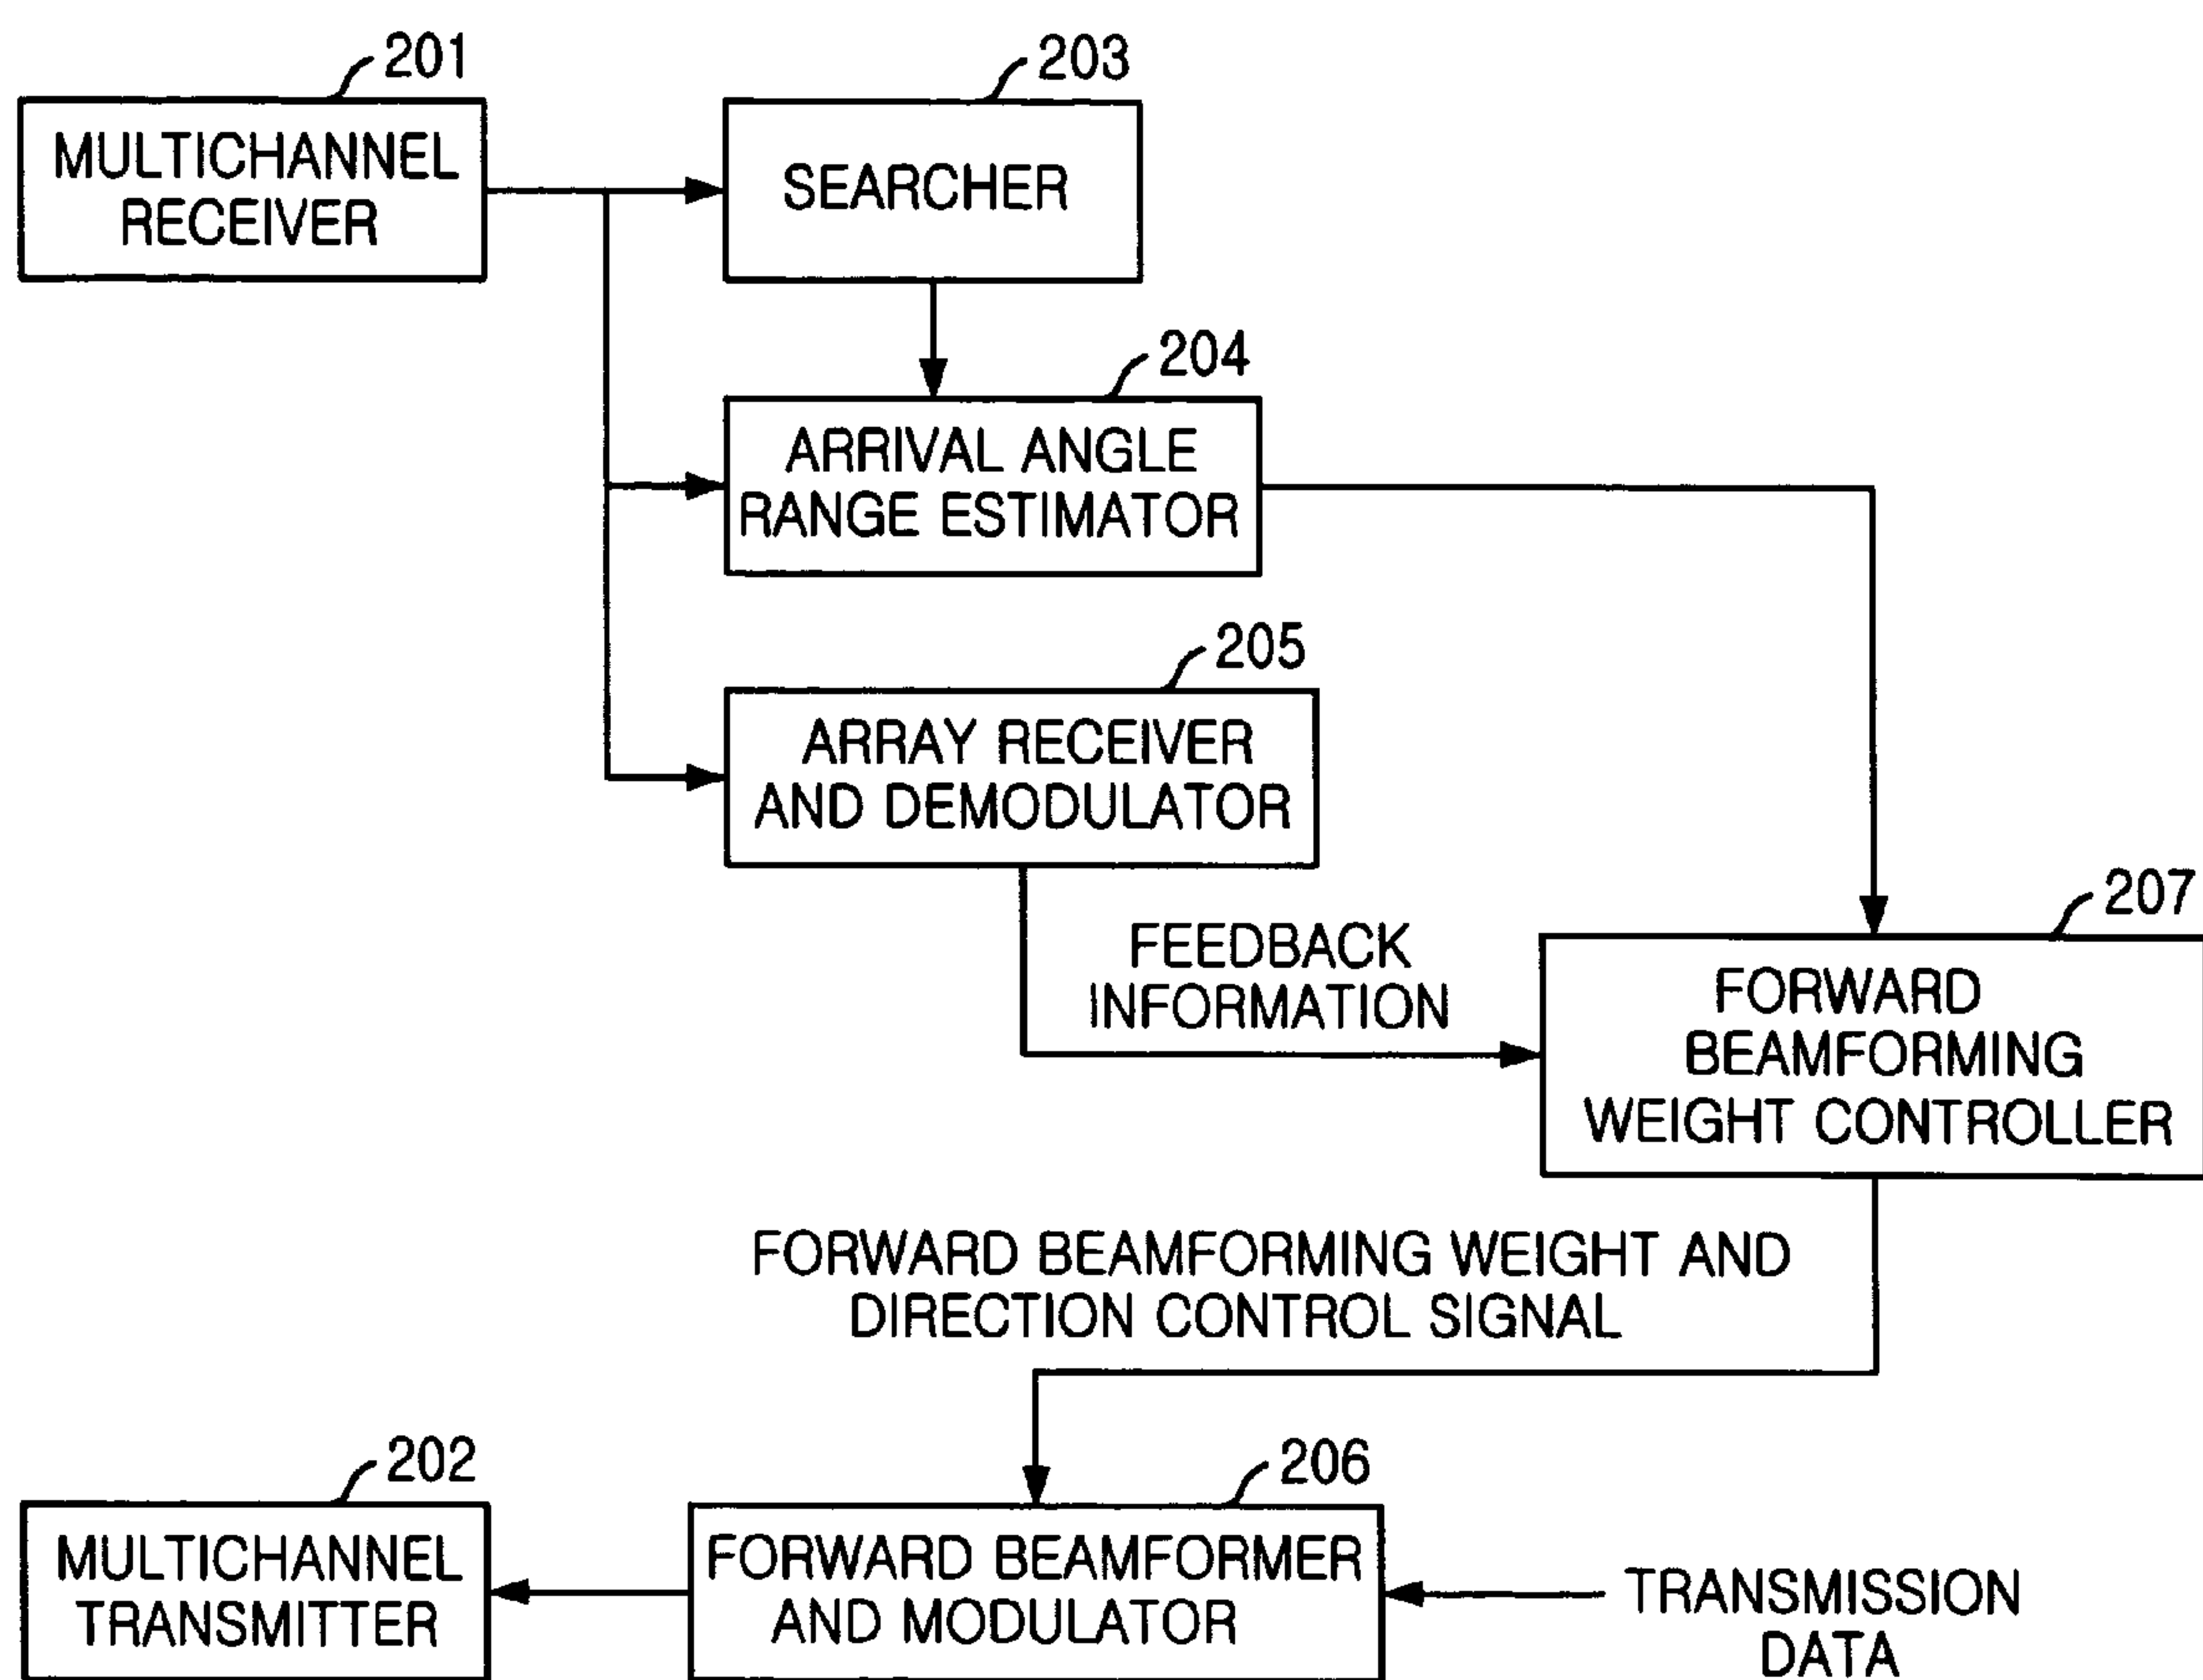 201
MULTICHANNEL
RECEIVER
203
SEARCHER
204
ARRIVAL ANGLE
RANGE ESTIMATOR
205
ARRAY RECEIVER
AND DEMODULATOR
FEEDBACK
INFORMATION
207
FORWARD
BEAMFORMING
WEIGHT CONTROLLER
FORWARD BEAMFORMING WEIGHT AND
DIRECTION CONTROL SIGNAL
202
MULTICHANNEL
TRANSMITTER
206
FORWARD BEAMFORMER
AND MODULATOR
TRANSMISSION
DATA